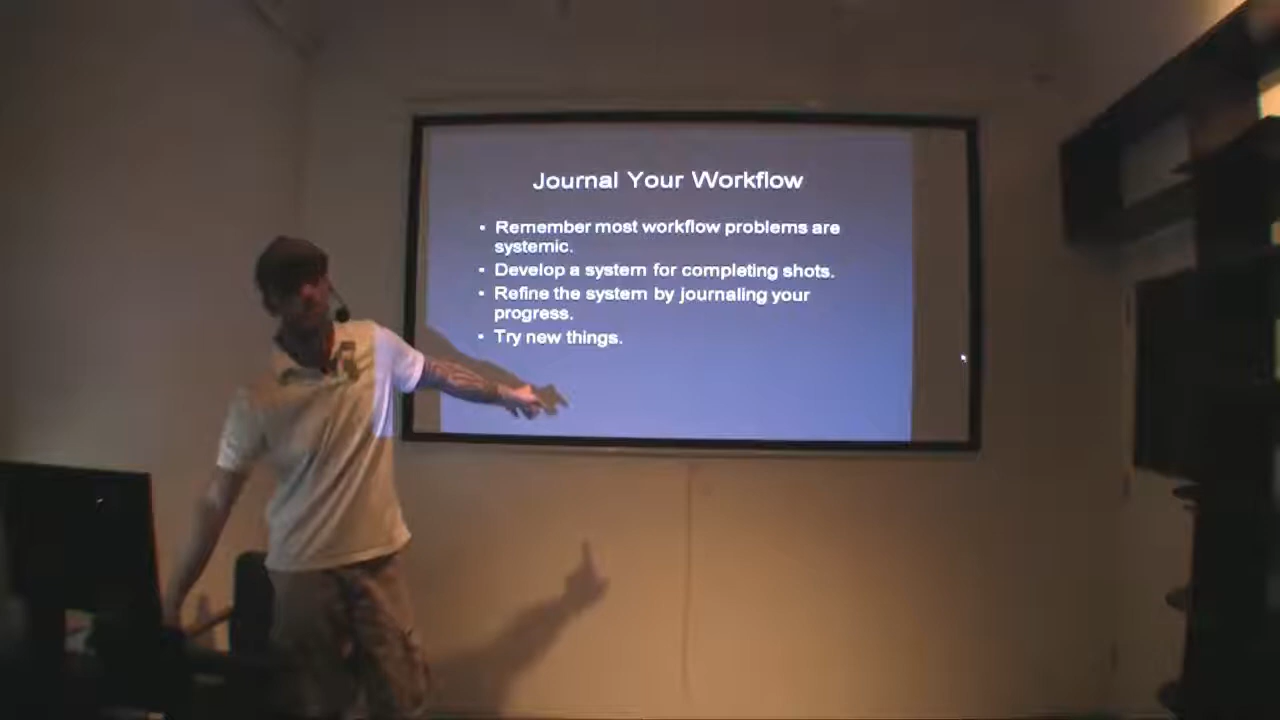 Journal Your Workflow
• Remember most workflow problems are
systemic.
• Develop a system for completing shots.
• Refine the system by journaling your
progress.
• Try new things.